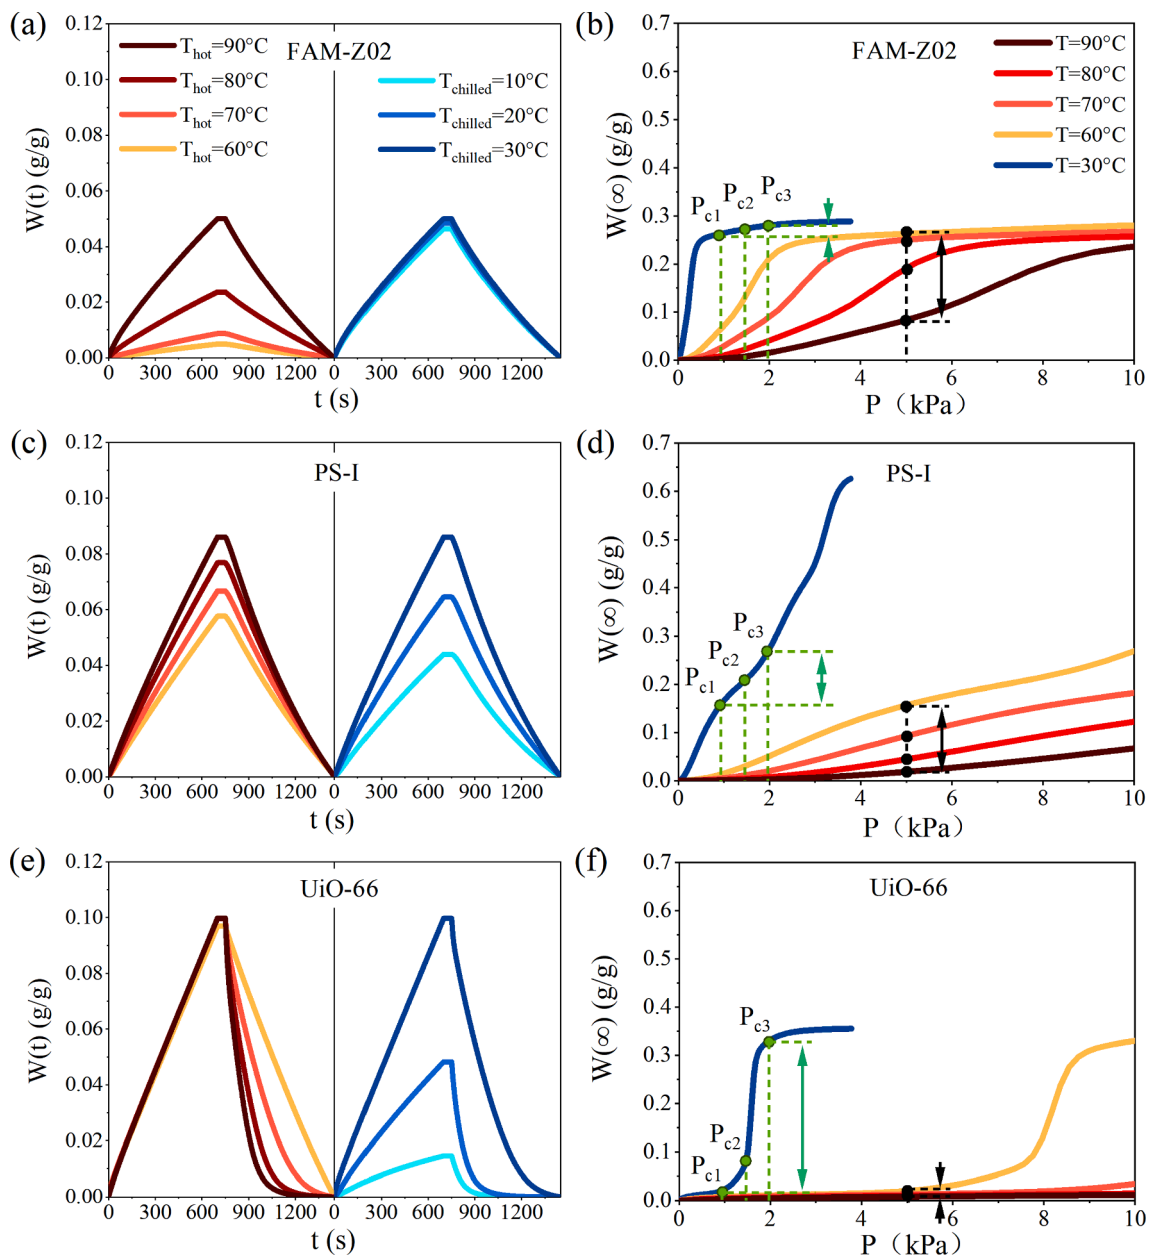 (a)
0.12
0.10
0.08
0.06
0.04
0.02
0.00
W(t) (g/g)
T_hot=90°C
T_hot=80°C
T_hot=70°C
T_hot=60°C
FAM-Z02
T_chilled=10°C
T_chilled=20°C
T_chilled=30°C
0 300 600 900 1200 0 300 600 900 1200
t (s)
(b)
0.7
0.6
0.5
0.4
0.3
0.2
0.1
0.0
W(∞) (g/g)
FAM-Z02
T=90°C
T=80°C
T=70°C
T=60°C
T=30°C
P_c1
P_c2
P_c3
0 2 4 6 8 10
P（kPa)
(c)
0.12
0.10
0.08
0.06
0.04
0.02
0.00
W(t) (g/g)
PS-I
0 300 600 900 1200 0 300 600 900 1200
t (s)
(d)
0.7
0.6
0.5
0.4
0.3
0.2
0.1
0.0
W(∞) (g/g)
PS-I
P_c3
P_c2
P_c1
0 2 4 6 8 10
P（kPa)
(e)
0.12
0.10
0.08
0.06
0.04
0.02
0.00
W(t) (g/g)
UiO-66
0 300 600 900 1200 0 300 600 900 1200
t (s)
(f)
0.7
0.6
0.5
0.4
0.3
0.2
0.1
0.0
W(∞) (g/g)
UiO-66
P_c3
P_c2
P_c1
0 2 4 6 8 10
P（kPa)